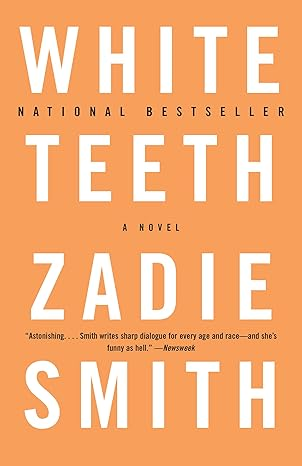 WHITE
NATIONAL BESTSELLER
TEETH
A NOVEL
ZADIE
“Astonishing. . . . Smith writes sharp dialogue for every age and race—and she’s
funny as hell.” —Newsweek
SMITH